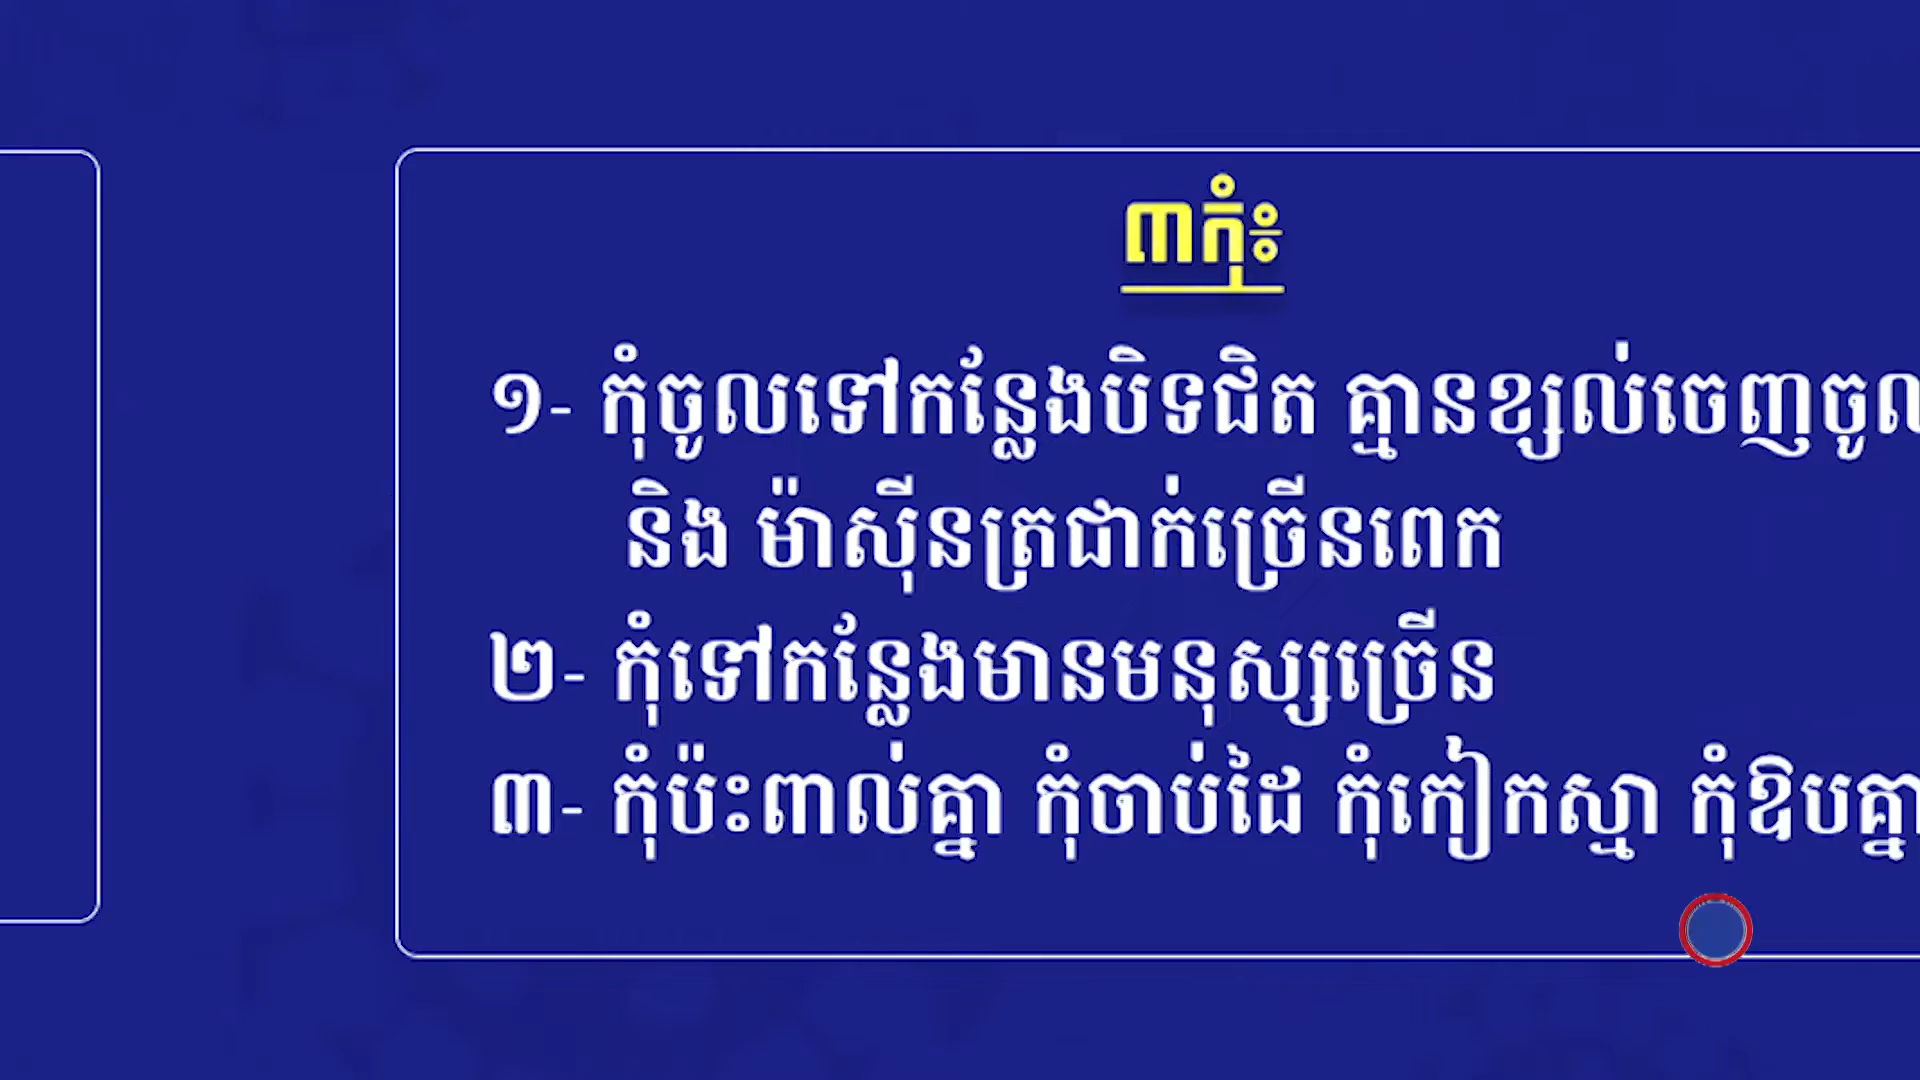 ៣កុំ៖
១- កុំចូលទៅកន្លែងបិទជិត គ្មានខ្យល់ចេញចូល
និង ម៉ាស៊ីនត្រជាក់ច្រើនពេក
២- កុំទៅកន្លែងមានមនុស្សច្រើន
៣- កុំប៉ះពាល់គ្នា កុំចាប់ដៃ កុំកៀកស្មា កុំឱបគ្នា